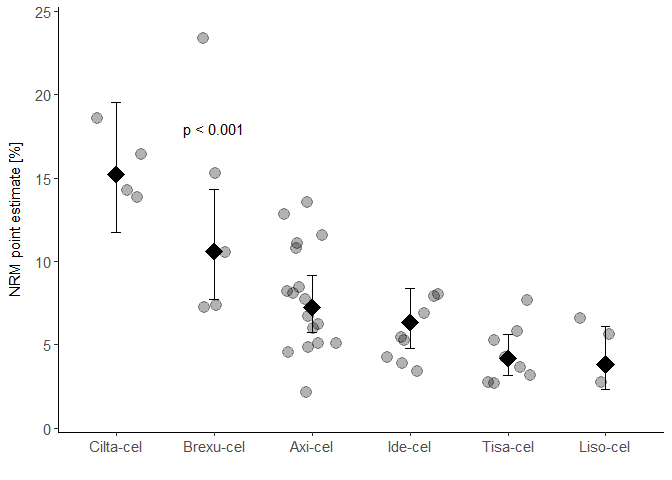 25
20
15
10
5
0
NRM point estimate [%]
p < 0.001
Cilta-cel Brexu-cel Axi-cel Ide-cel Tisa-cel Liso-cel